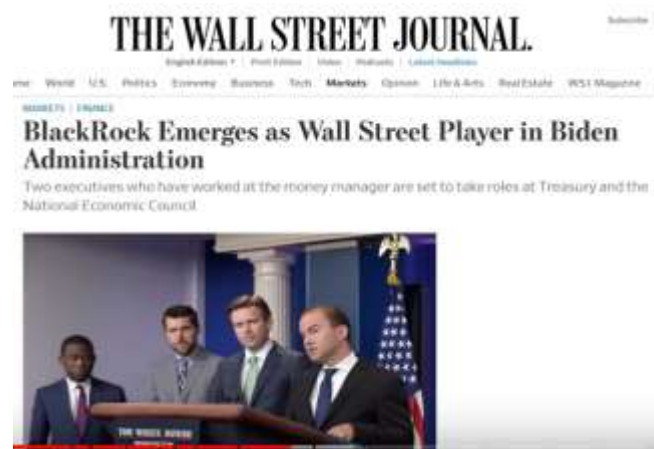 THE WALL STREET JOURNAL.
Subscribe
English Edition Print Edition Video Podcasts Latest Headlines
World U.S. Politics Economy Business Tech Markets Opinion Life & Arts Real Estate WSJ Magazine
MARKETS FINANCE
BlackRock Emerges as Wall Street Player in Biden
Administration
Two executives who have worked at the money manager are set to take roles at Treasury and the
National Economic Council
THE WHITE HOUSE